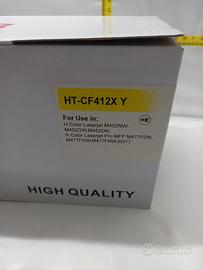 HT-CF412X Y
For Use in:
H Color Laserjet M452NW,
M452DW,M452DN,
H Color Laserjet Pro MFP M477FDN,
M477FDW,M477FNW,M377
HIGH QUALITY
subito